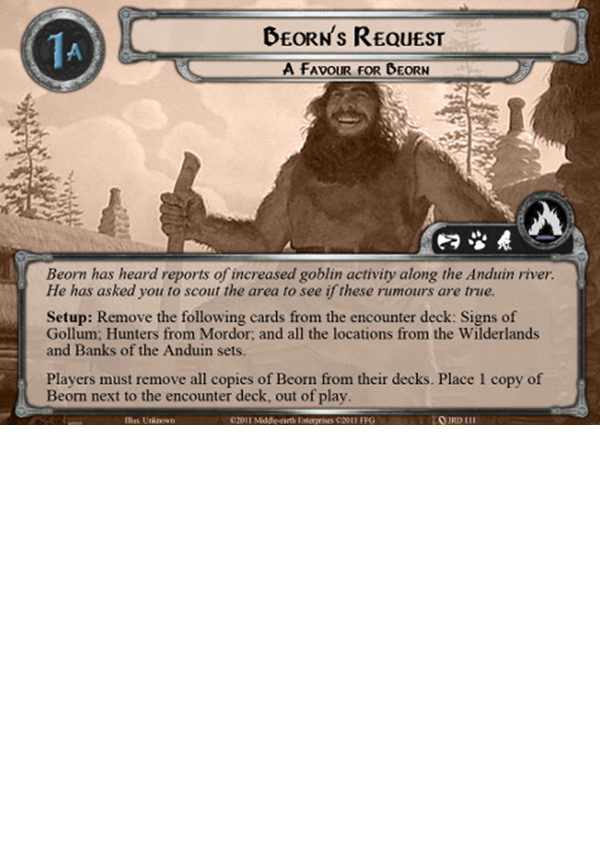 1A
Beorn's Request
A Favour for Beorn
Beorn has heard reports of increased goblin activity along the Anduin river.
He has asked you to scout the area to see if these rumours are true.
Setup: Remove the following cards from the encounter deck: Signs of
Gollum; Hunters from Mordor; and all the locations from the Wilderlands
and Banks of the Anduin sets.
Players must remove all copies of Beorn from their decks. Place 1 copy of
Beorn next to the encounter deck, out of play.
Illus. Unknown ©2011 Middle-earth Enterprises ©2011 FFG JRD 111